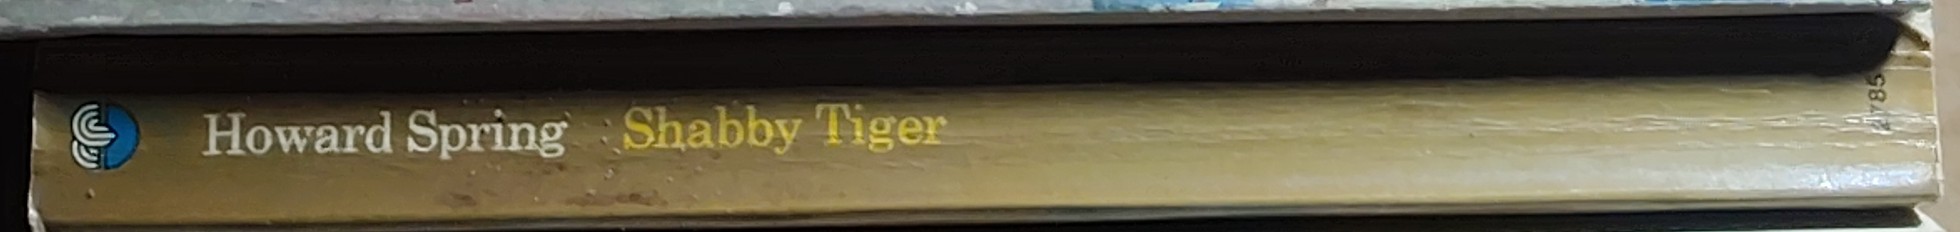 Howard Spring Shabby Tiger